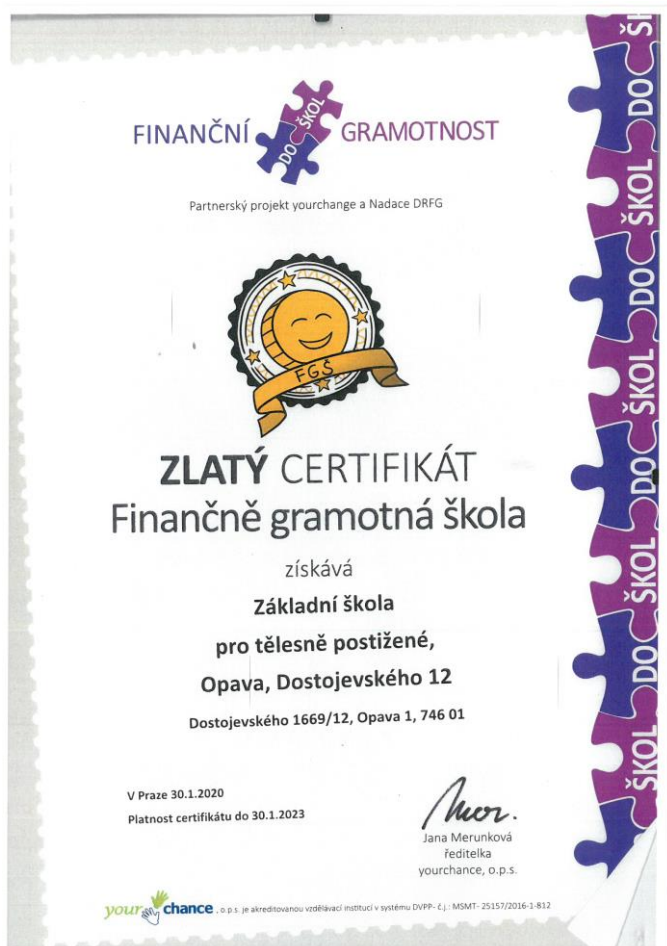 FINANČNÍ DO ŠKOL GRAMOTNOST
Partnerský projekt yourchange a Nadace DRFG
FGŠ
ZLATÝ CERTIFIKÁT
Finančně gramotná škola
získává
Základní škola
pro tělesně postižené,
Opava, Dostojevského 12
Dostojevského 1669/12, Opava 1, 746 01
V Praze 30.1.2020
Platnost certifikátu do 30.1.2023
Jana Merunková
ředitelka
yourchance, o.p.s.
your chance , o.p.s. je akreditovanou vzdělávací institucí v systému DVPP- č.j.: MSMT- 25157/2016-1-812
DO ŠKOL DO ŠKOL DO ŠKOL DO ŠKOL DO ŠK